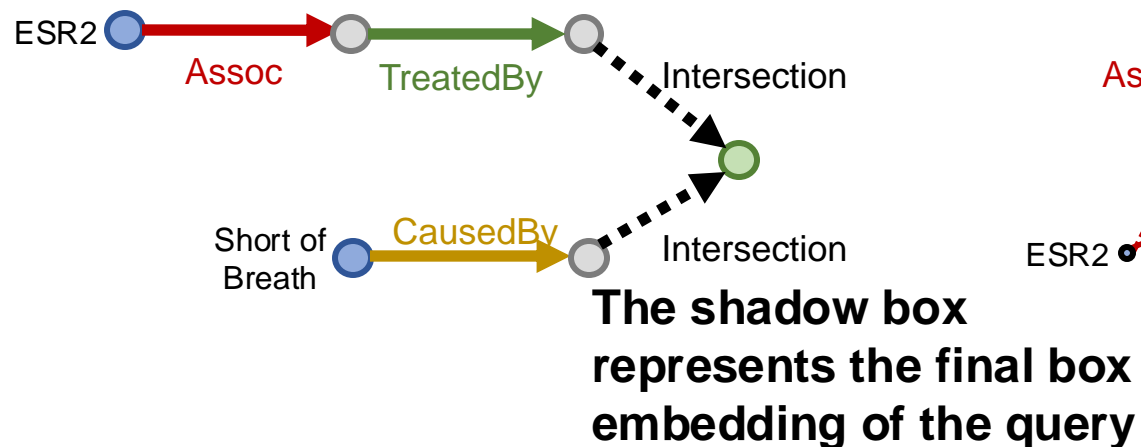 ESR2
Assoc
TreatedBy
Intersection
As
Short of
Breath
CausedBy
Intersection
ESR2
The shadow box
represents the final box
embedding of the query